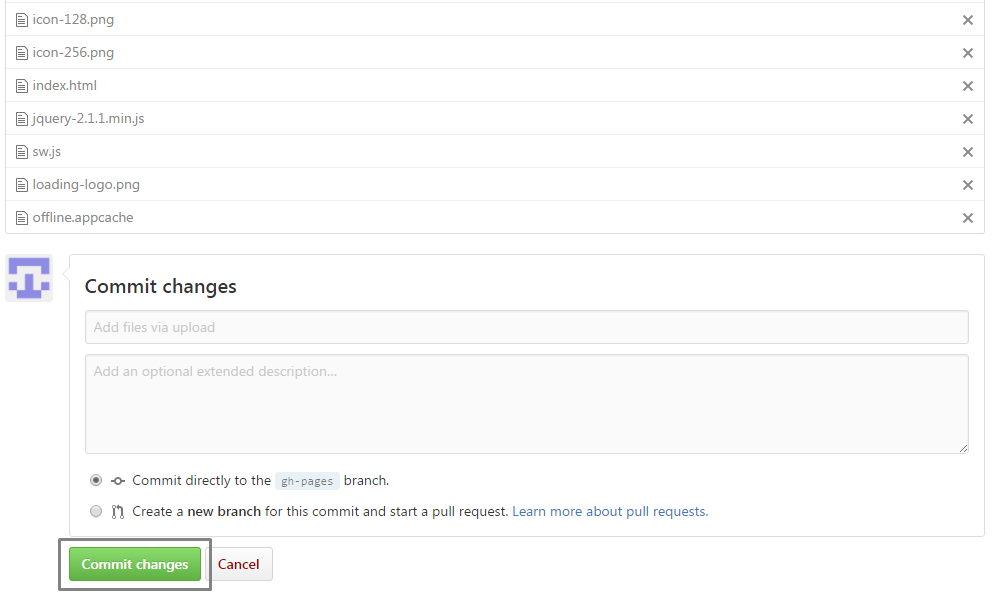 icon-128.png
icon-256.png
index.html
jquery-2.1.1.min.js
sw.js
loading-logo.png
offline.appcache
Commit changes
Add files via upload
Add an optional extended description...
Commit directly to the gh-pages branch.
Create a new branch for this commit and start a pull request. Learn more about pull requests.
Commit changes Cancel